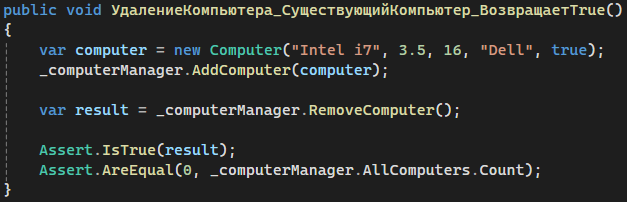 public void УдалениеКомпьютера_СуществующийКомпьютер_ВозвращаетTrue()
{
var computer = new Computer("Intel i7", 3.5, 16, "Dell", true);
_computerManager.AddComputer(computer);
var result = _computerManager.RemoveComputer();
Assert.IsTrue(result);
Assert.AreEqual(0, _computerManager.AllComputers.Count);
}